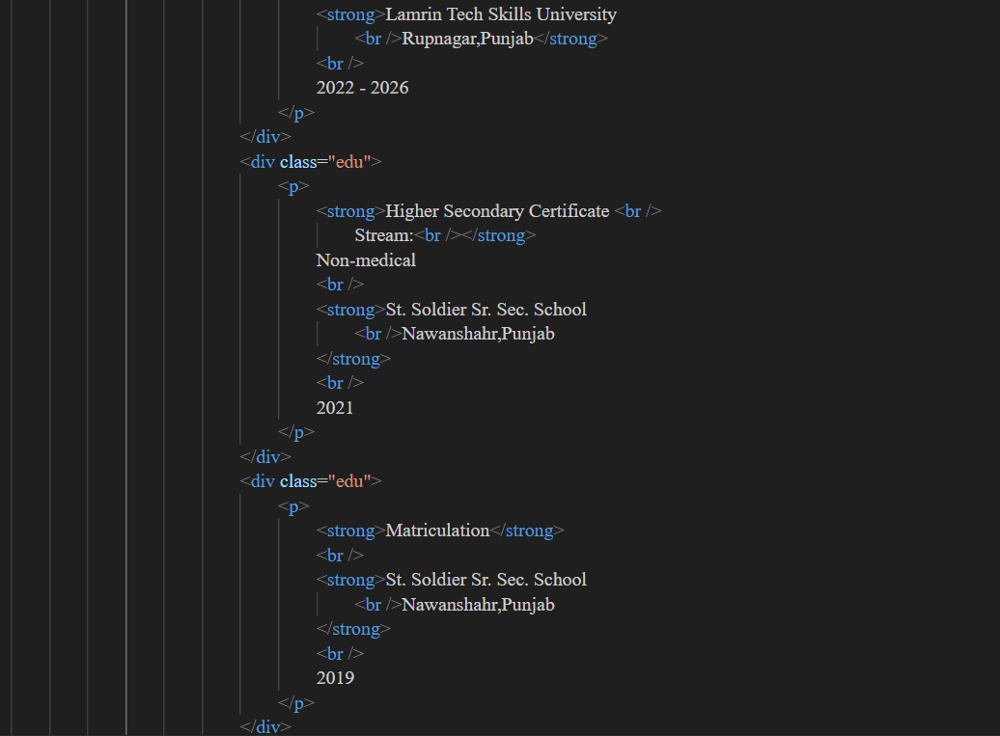 <strong>Lamrin Tech Skills University
<br />Rupnagar,Punjab</strong>
<br />
2022 - 2026
</p>
</div>
<div class="edu">
<p>
<strong>Higher Secondary Certificate <br />
Stream:<br /></strong>
Non-medical
<br />
<strong>St. Soldier Sr. Sec. School
<br />Nawanshahr,Punjab
</strong>
<br />
2021
</p>
</div>
<div class="edu">
<p>
<strong>Matriculation</strong>
<br />
<strong>St. Soldier Sr. Sec. School
<br />Nawanshahr,Punjab
</strong>
<br />
2019
</p>
</div>